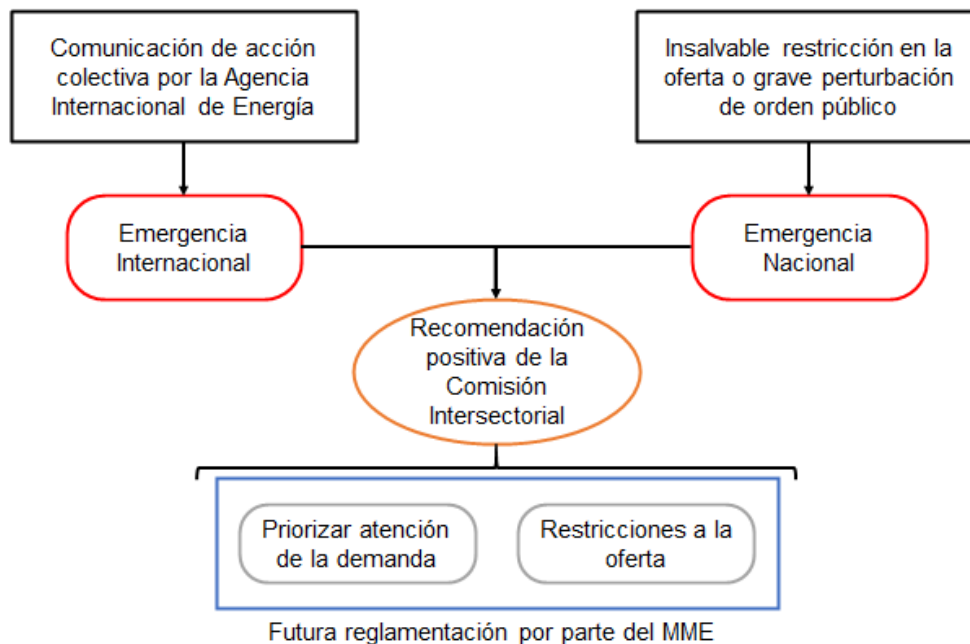 Comunicación de acción
colectiva por la Agencia
Internacional de Energía
Insalvable restricción en la
oferta o grave perturbación
de orden público
Emergencia
Internacional
Emergencia
Nacional
Recomendación
positiva de la
Comisión
Intersectorial
Priorizar atención
de la demanda
Restricciones a la
oferta
Futura reglamentación por parte del MME